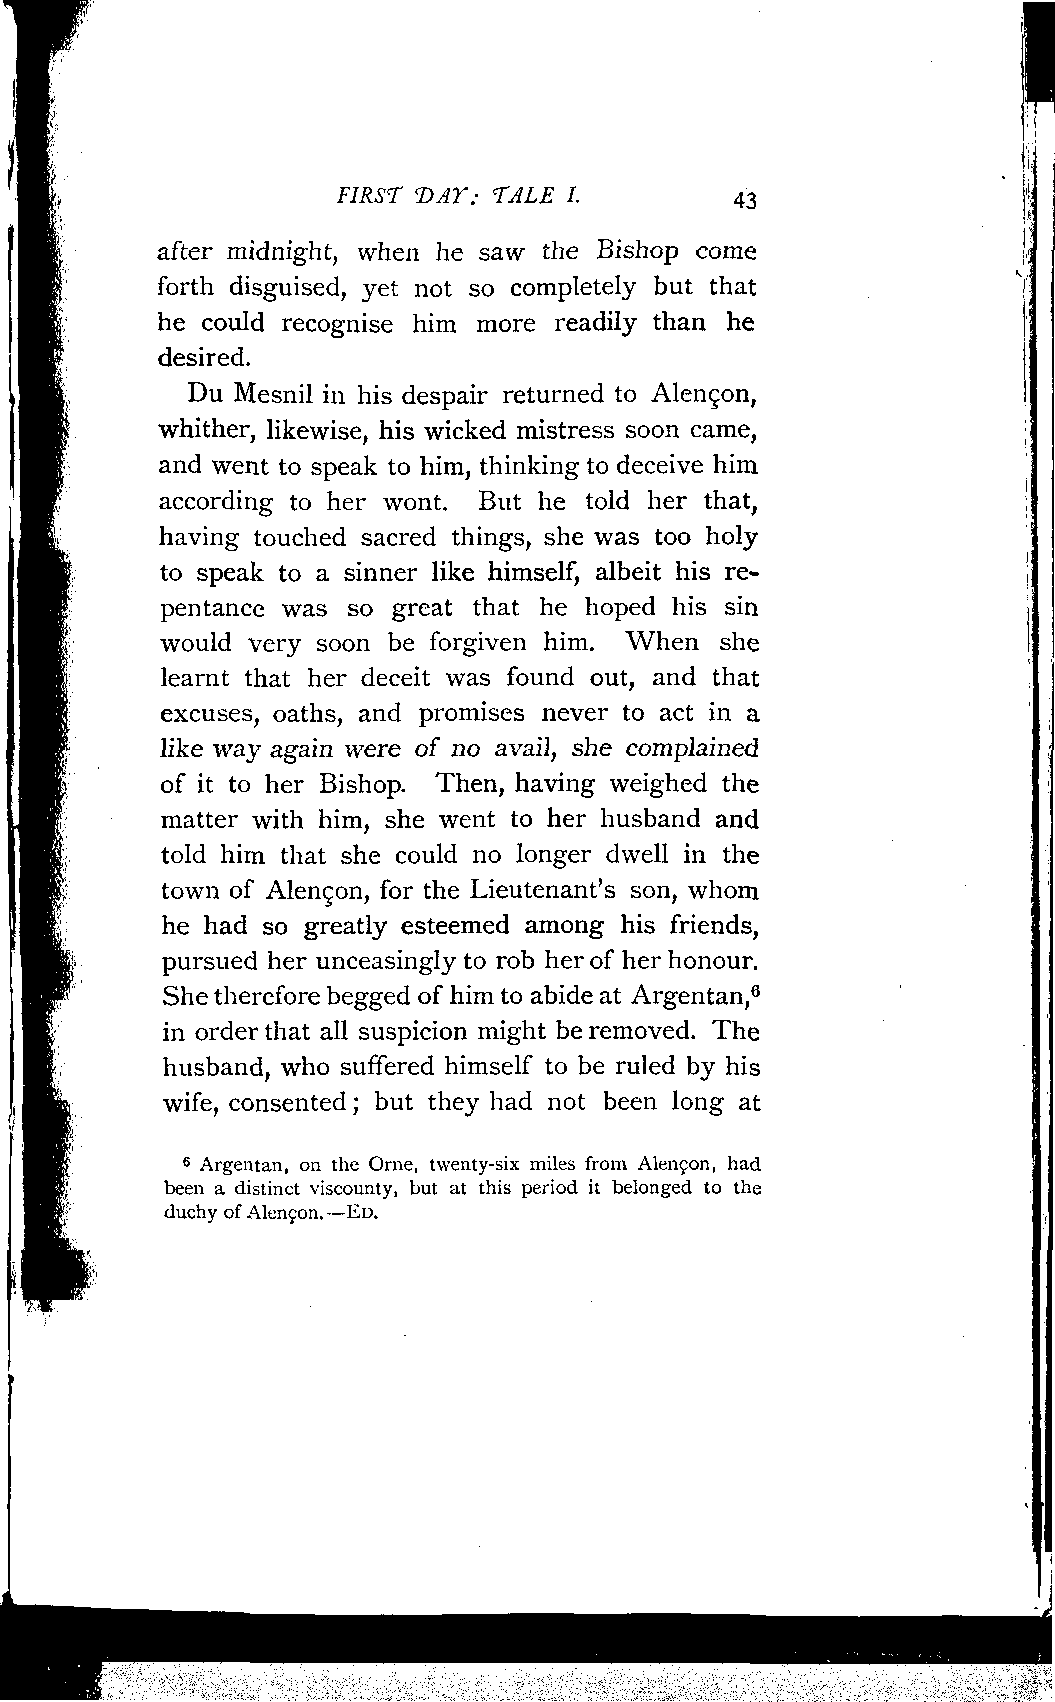 FIRST DAY: TALE I. 43
after midnight, when he saw the Bishop come
forth disguised, yet not so completely but that
he could recognise him more readily than he
desired.
Du Mesnil in his despair returned to Alençon,
whither, likewise, his wicked mistress soon came,
and went to speak to him, thinking to deceive him
according to her wont. But he told her that,
having touched sacred things, she was too holy
to speak to a sinner like himself, albeit his re-
pentance was so great that he hoped his sin
would very soon be forgiven him. When she
learnt that her deceit was found out, and that
excuses, oaths, and promises never to act in a
like way again were of no avail, she complained
of it to her Bishop. Then, having weighed the
matter with him, she went to her husband and
told him that she could no longer dwell in the
town of Alençon, for the Lieutenant's son, whom
he had so greatly esteemed among his friends,
pursued her unceasingly to rob her of her honour.
She therefore begged of him to abide at Argentan,⁶
in order that all suspicion might be removed. The
husband, who suffered himself to be ruled by his
wife, consented; but they had not been long at
⁶ Argentan, on the Orne, twenty-six miles from Alençon, had
been a distinct viscounty, but at this period it belonged to the
duchy of Alençon.—ED.